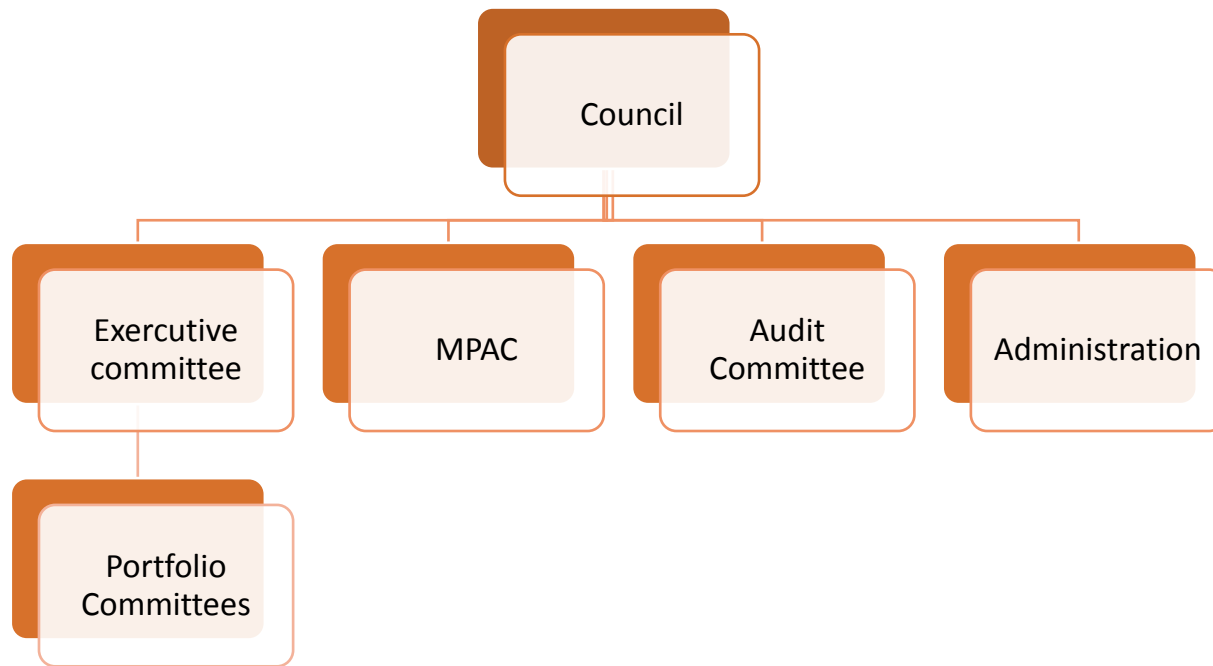 Council
Exercutive
committee
MPAC
Audit
Committee
Administration
Portfolio
Committees